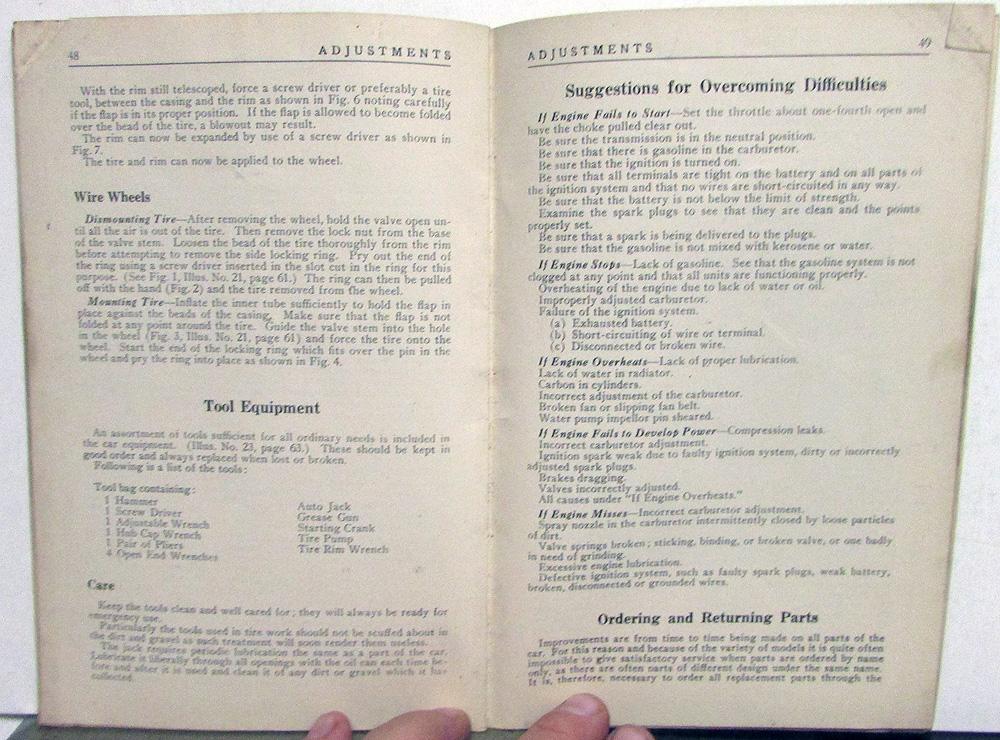 48
ADJUSTMENTS
With the rim still telescoped, force a screw driver or preferably a tire
tool, between the casing and the rim as shown in Fig. 6 noting carefully
if the flap is in its proper position. If the flap is allowed to become folded
over the bead of the tire, a blowout may result.
The rim can now be expanded by use of a screw driver as shown in
Fig. 7.
The tire and rim can now be applied to the wheel.
Wire Wheels
Dismounting Tire—After removing the wheel, hold the valve open un-
til all the air is out of the tire. Then remove the lock nut from the base
of the valve stem. Loosen the bead of the tire thoroughly from the rim
before attempting to remove the side locking ring. Pry out the end of
the ring using a screw driver inserted in the slot cut in the ring for this
purpose. (See Fig. 1, Illus. No. 21, page 61.) The ring can then be pulled
off with the hand (Fig. 2) and the tire removed from the wheel.
Mounting Tire—Inflate the inner tube sufficiently to hold the flap in
place against the beads of the casing. Make sure that the flap is not
folded at any point around the tire. Guide the valve stem into the hole
in the wheel (Fig. 3, Illus. No. 21, page 61) and force the tire onto the
wheel. Start the end of the locking ring which fits over the pin in the
wheel and pry the ring into place as shown in Fig. 4.
Tool Equipment
An assortment of tools sufficient for all ordinary needs is included in
the car equipment. (Illus. No. 23, page 63.) These should be kept in
good order and always replaced when lost or broken.
Following is a list of the tools:
Tool bag containing:
1 Hammer
1 Screw Driver
1 Adjustable Wrench
1 Hub Cap Wrench
1 Pair of Pliers
4 Open End Wrenches
Auto Jack
Grease Gun
Starting Crank
Tire Pump
Tire Rim Wrench
Care
Keep the tools clean and well cared for; they will always be ready for
emergency use.
Particularly the tools used in tire work should not be scuffed about in
the dirt and gravel as such treatment will soon render them useless.
The jack requires periodic lubrication the same as a part of the car.
Lubricate it liberally through all openings with the oil can each time be-
fore and after it is used and clean it of any dirt or gravel which it has
collected.
ADJUSTMENTS
49
Suggestions for Overcoming Difficulties
If Engine Fails to Start—Set the throttle about one-fourth open and
have the choke pulled clear out.
Be sure the transmission is in the neutral position.
Be sure that there is gasoline in the carburetor.
Be sure that the ignition is turned on.
Be sure that all terminals are tight on the battery and on all parts of
the ignition system and that no wires are short-circuited in any way.
Be sure that the battery is not below the limit of strength.
Examine the spark plugs to see that they are clean and the points
properly set.
Be sure that a spark is being delivered to the plugs.
Be sure that the gasoline is not mixed with kerosene or water.
If Engine Stops—Lack of gasoline. See that the gasoline system is not
clogged at any point and that all units are functioning properly.
Overheating of the engine due to lack of water or oil.
Improperly adjusted carburetor.
Failure of the ignition system.
(a) Exhausted battery.
(b) Short-circuiting of wire or terminal.
(c) Disconnected or broken wire.
If Engine Overheats—Lack of proper lubrication.
Lack of water in radiator.
Carbon in cylinders.
Incorrect adjustment of the carburetor.
Broken fan or slipping fan belt.
Water pump impellor pin sheared.
If Engine Fails to Develop Power—Compression leaks.
Incorrect carburetor adjustment.
Ignition spark weak due to faulty ignition system, dirty or incorrectly
adjusted spark plugs.
Brakes dragging.
Valves incorrectly adjusted.
All causes under "If Engine Overheats."
If Engine Misses—Incorrect carburetor adjustment.
Spray nozzle in the carburetor intermittently closed by loose particles
of dirt.
Valve springs broken; sticking, binding, or broken valve, or one badly
in need of grinding.
Excessive engine lubrication.
Defective ignition system, such as faulty spark plugs, weak battery,
broken, disconnected or grounded wires.
Ordering and Returning Parts
Improvements are from time to time being made on all parts of the
car. For this reason and because of the variety of models it is quite often
impossible to give satisfactory service when parts are ordered by name
only, as there are often parts of different design under the same name.
It is, therefore, necessary to order all replacement parts through the